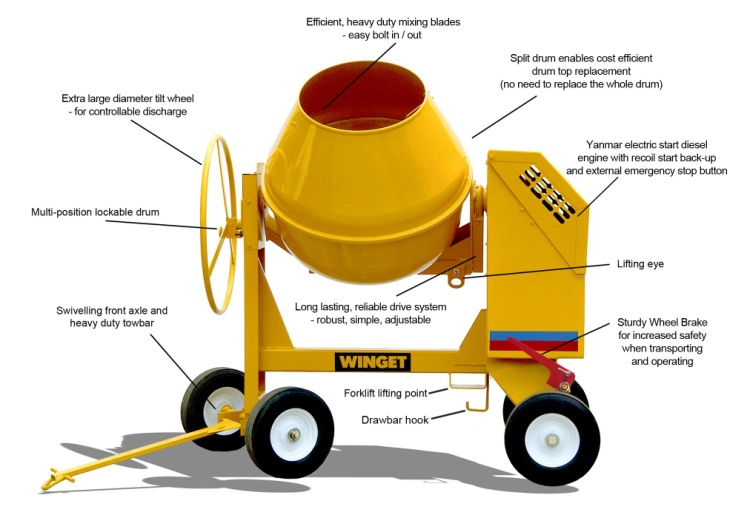 Efficient, heavy duty mixing blades
- easy bolt in / out
Split drum enables cost efficient
drum top replacement
(no need to replace the whole drum)
Extra large diameter tilt wheel
- for controllable discharge
Yanmar electric start diesel
engine with recoil start back-up
and external emergency stop button
Multi-position lockable drum
Lifting eye
Long lasting, reliable drive system
- robust, simple, adjustable
Swivelling front axle and
heavy duty towbar
Sturdy Wheel Brake
for increased safety
when transporting
and operating
WINGET
Forklift lifting point
Drawbar hook